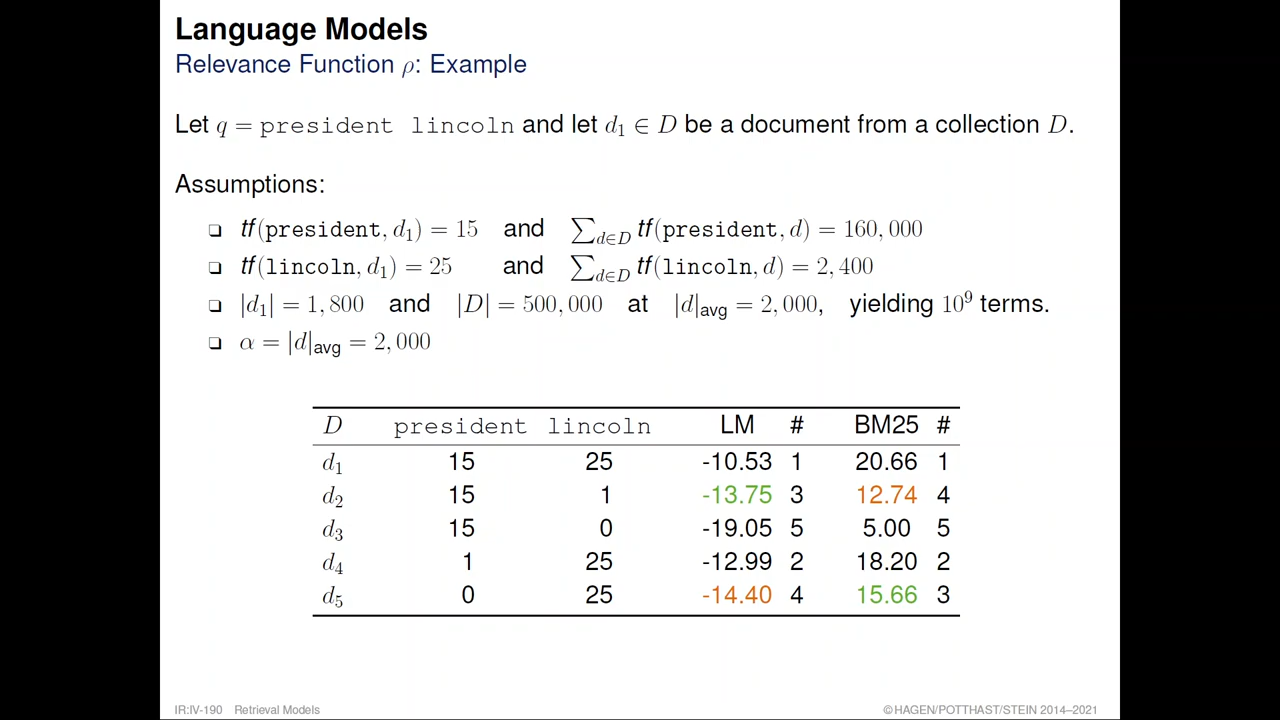 Language Models
Relevance Function ρ: Example
Let q = president lincoln and let d₁ ∈ D be a document from a collection D.
Assumptions:
❏ tf(president, d₁) = 15 and ∑_{d∈D} tf(president, d) = 160,000
❏ tf(lincoln, d₁) = 25 and ∑_{d∈D} tf(lincoln, d) = 2,400
❏ |d₁| = 1,800 and |D| = 500,000 at |d|_avg = 2,000, yielding 10⁹ terms.
❏ α = |d|_avg = 2,000
D president lincoln LM # BM25 #
d₁ 15 25 -10.53 1 20.66 1
d₂ 15 1 -13.75 3 12.74 4
d₃ 15 0 -19.05 5 5.00 5
d₄ 1 25 -12.99 2 18.20 2
d₅ 0 25 -14.40 4 15.66 3
IR:IV-190 Retrieval Models ©HAGEN/POTTHAST/STEIN 2014–2021